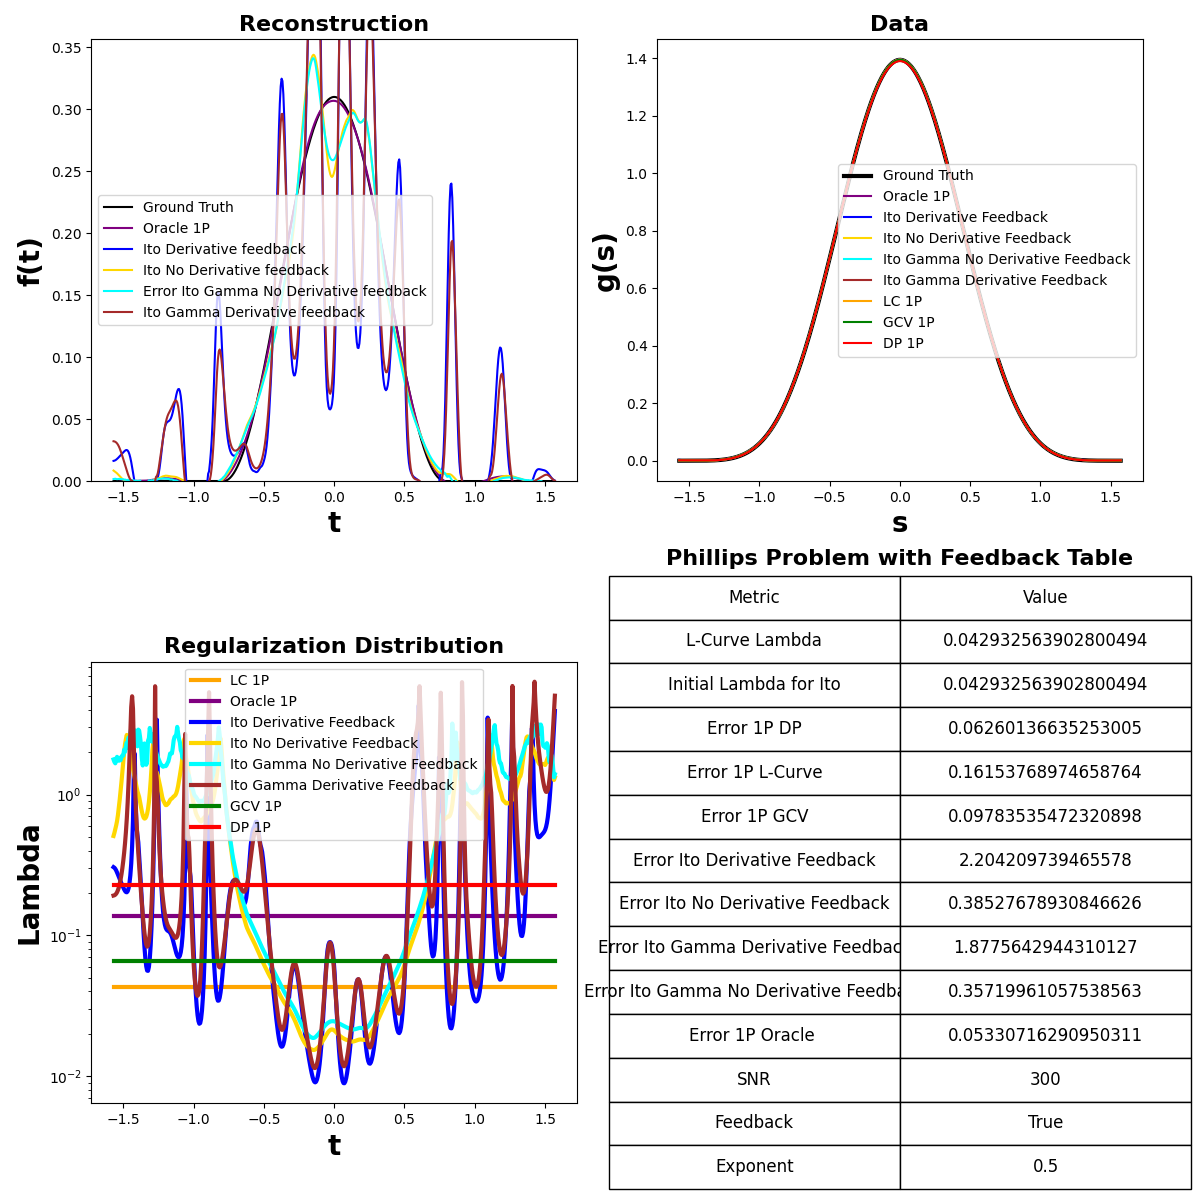 Reconstruction
0.35
0.30
0.25
0.20
0.15
0.10
0.05
0.00
f(t)
Ground Truth
Oracle 1P
Ito Derivative feedback
Ito No Derivative feedback
Error Ito Gamma No Derivative feedback
Ito Gamma Derivative feedback
−1.5 −1.0 −0.5 0.0 0.5 1.0 1.5
t
Data
1.4
1.2
1.0
0.8
0.6
0.4
0.2
0.0
g(s)
Ground Truth
Oracle 1P
Ito Derivative Feedback
Ito No Derivative Feedback
Ito Gamma No Derivative Feedback
Ito Gamma Derivative Feedback
LC 1P
GCV 1P
DP 1P
−1.5 −1.0 −0.5 0.0 0.5 1.0 1.5
s
Regularization Distribution
10⁰
10⁻¹
10⁻²
Lambda
LC 1P
Oracle 1P
Ito Derivative Feedback
Ito No Derivative Feedback
Ito Gamma No Derivative Feedback
Ito Gamma Derivative Feedback
GCV 1P
DP 1P
−1.5 −1.0 −0.5 0.0 0.5 1.0 1.5
t
Phillips Problem with Feedback Table
Metric Value
L-Curve Lambda 0.042932563902800494
Initial Lambda for Ito 0.042932563902800494
Error 1P DP 0.06260136635253005
Error 1P L-Curve 0.16153768974658764
Error 1P GCV 0.09783535472320898
Error Ito Derivative Feedback 2.204209739465578
Error Ito No Derivative Feedback 0.38527678930846626
Error Ito Gamma Derivative Feedbac 1.8775642944310127
Error Ito Gamma No Derivative Feedba 0.35719961057538563
Error 1P Oracle 0.05330716290950311
SNR 300
Feedback True
Exponent 0.5